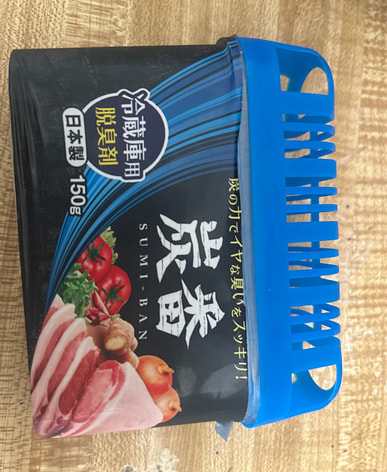 炭の力でイヤな臭いをスッキリ!
炭番
SUMI-BAN
冷蔵庫用
脱臭剤
日本製
150g